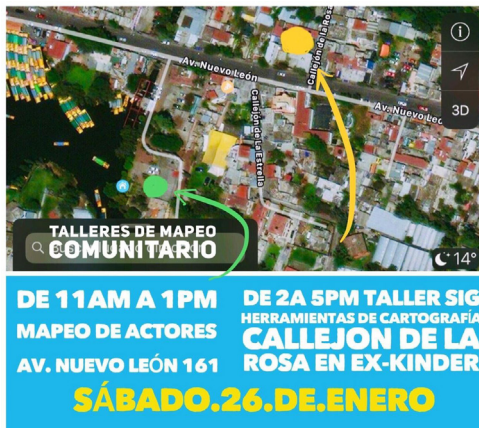 Callejón de la Rosa
Av. Nuevo León
Callejón de La Estrella
Av. Nuevo Leó
3D
TALLERES DE MAPEO
COMUNITARIO
14°
DE 11AM A 1PM
MAPEO DE ACTORES
AV. NUEVO LEÓN 161
DE 2A 5PM TALLER SIG
HERRAMIENTAS DE CARTOGRAFÍA
CALLEJON DE LA
ROSA EN EX-KINDER
SÁBADO.26.DE.ENERO